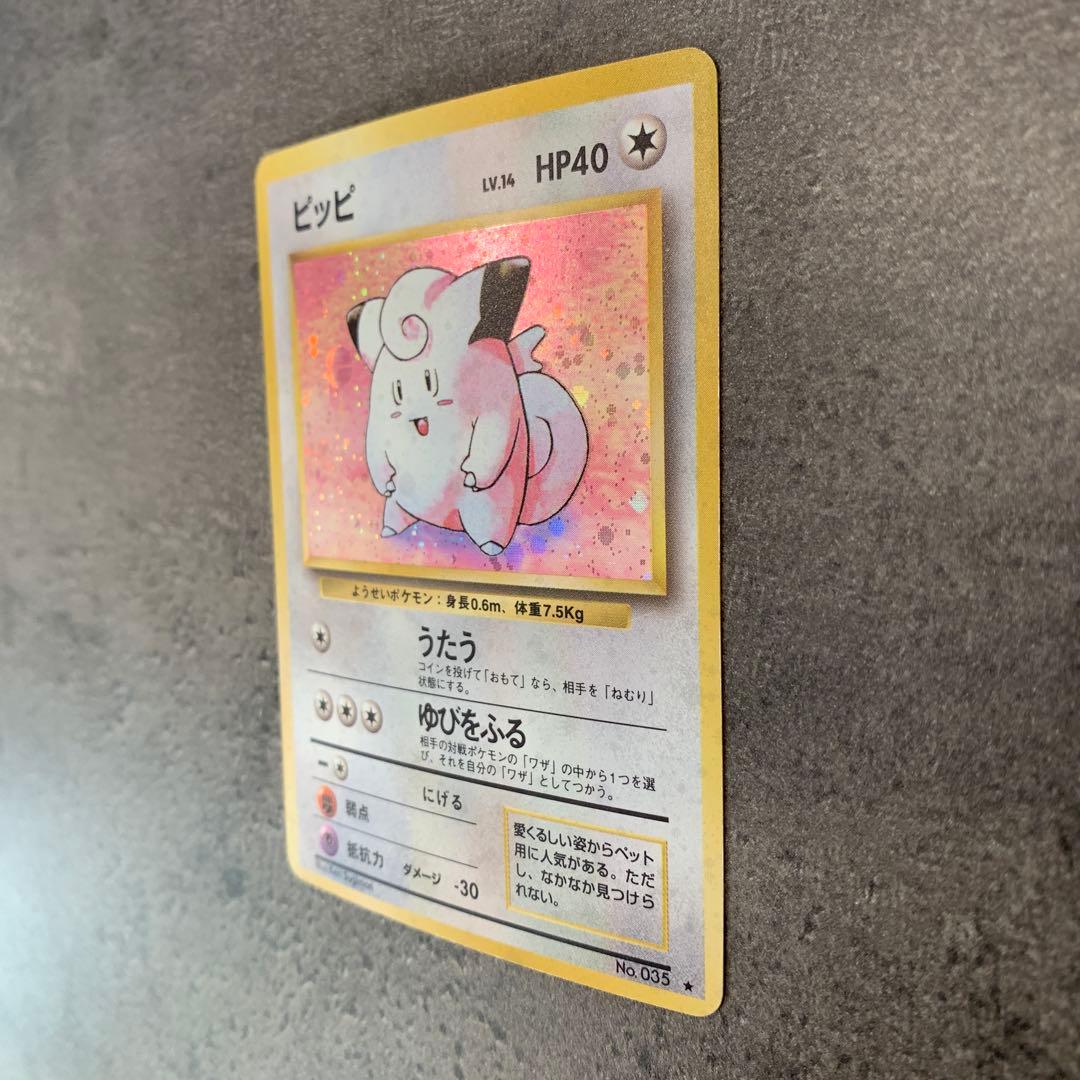 ピッピ
LV.14 HP40
ようせいポケモン：身長0.6m、体重7.5Kg
うたう
コインを投げて「おもて」なら、相手を「ねむり」
状態にする。
ゆびをふる
相手の対戦ポケモンの「ワザ」の中から1つを選
び、それを自分の「ワザ」としてつかう。
にげる
弱点
抵抗力 ダメージ -30
愛くるしい姿からペット
用に人気がある。ただ
し、なかなか見つけら
れない。
Sugimori
No. 035